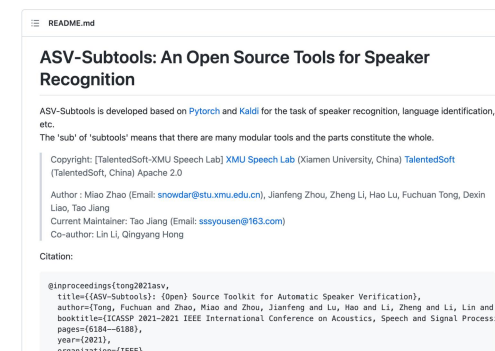 README.md
ASV-Subtools: An Open Source Tools for Speaker
Recognition
ASV-Subtools is developed based on Pytorch and Kaldi for the task of speaker recognition, language identification,
etc.
The 'sub' of 'subtools' means that there are many modular tools and the parts constitute the whole.
Copyright: [TalentedSoft-XMU Speech Lab] XMU Speech Lab (Xiamen University, China) TalentedSoft
(TalentedSoft, China) Apache 2.0
Author : Miao Zhao (Email: snowdar@stu.xmu.edu.cn), Jianfeng Zhou, Zheng Li, Hao Lu, Fuchuan Tong, Dexin
Liao, Tao Jiang
Current Maintainer: Tao Jiang (Email: sssyousen@163.com)
Co-author: Lin Li, Qingyang Hong
Citation:
@inproceedings{tong2021asv,
title={{ASV-Subtools}: {Open} Source Toolkit for Automatic Speaker Verification},
author={Tong, Fuchuan and Zhao, Miao and Zhou, Jianfeng and Lu, Hao and Li, Zheng and Li, Lin and
booktitle={ICASSP 2021-2021 IEEE International Conference on Acoustics, Speech and Signal Process
pages={6184--6188},
year={2021},
organization={IEEE}